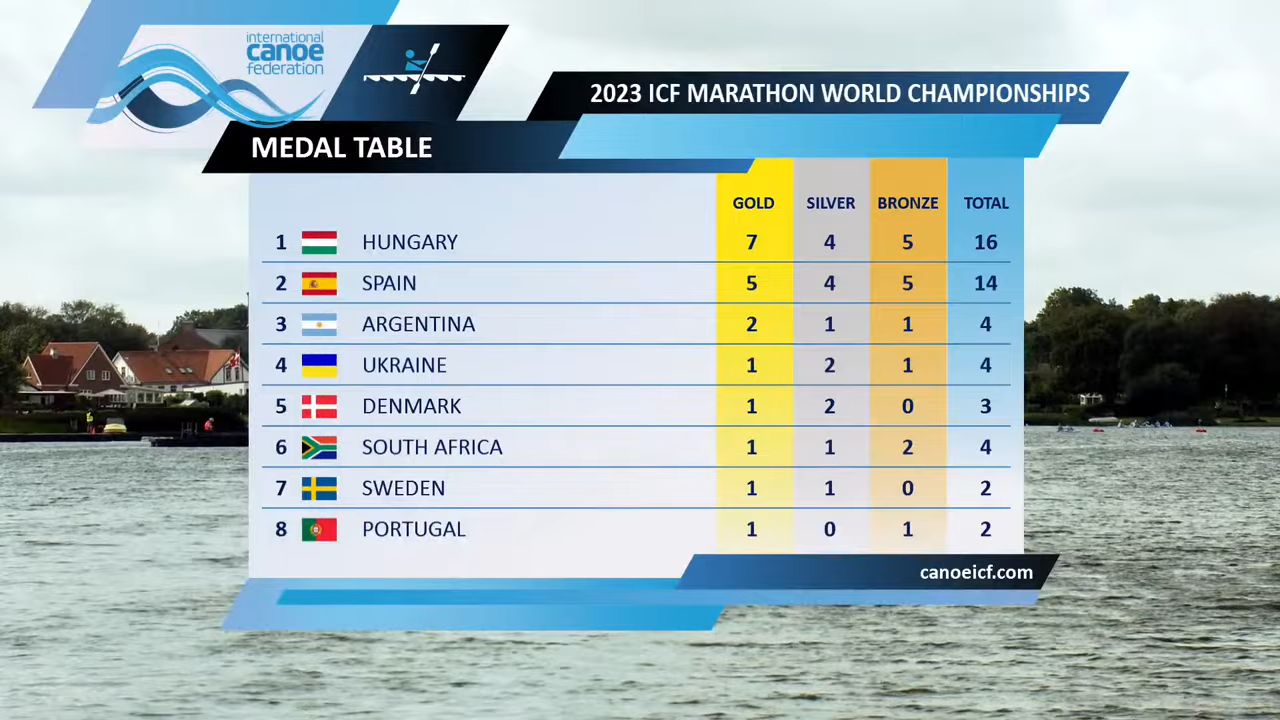 international
canoe
federation
2023 ICF MARATHON WORLD CHAMPIONSHIPS
MEDAL TABLE
GOLD SILVER BRONZE TOTAL
1 HUNGARY 7 4 5 16
2 SPAIN 5 4 5 14
3 ARGENTINA 2 1 1 4
4 UKRAINE 1 2 1 4
5 DENMARK 1 2 0 3
6 SOUTH AFRICA 1 1 2 4
7 SWEDEN 1 1 0 2
8 PORTUGAL 1 0 1 2
canoeicf.com